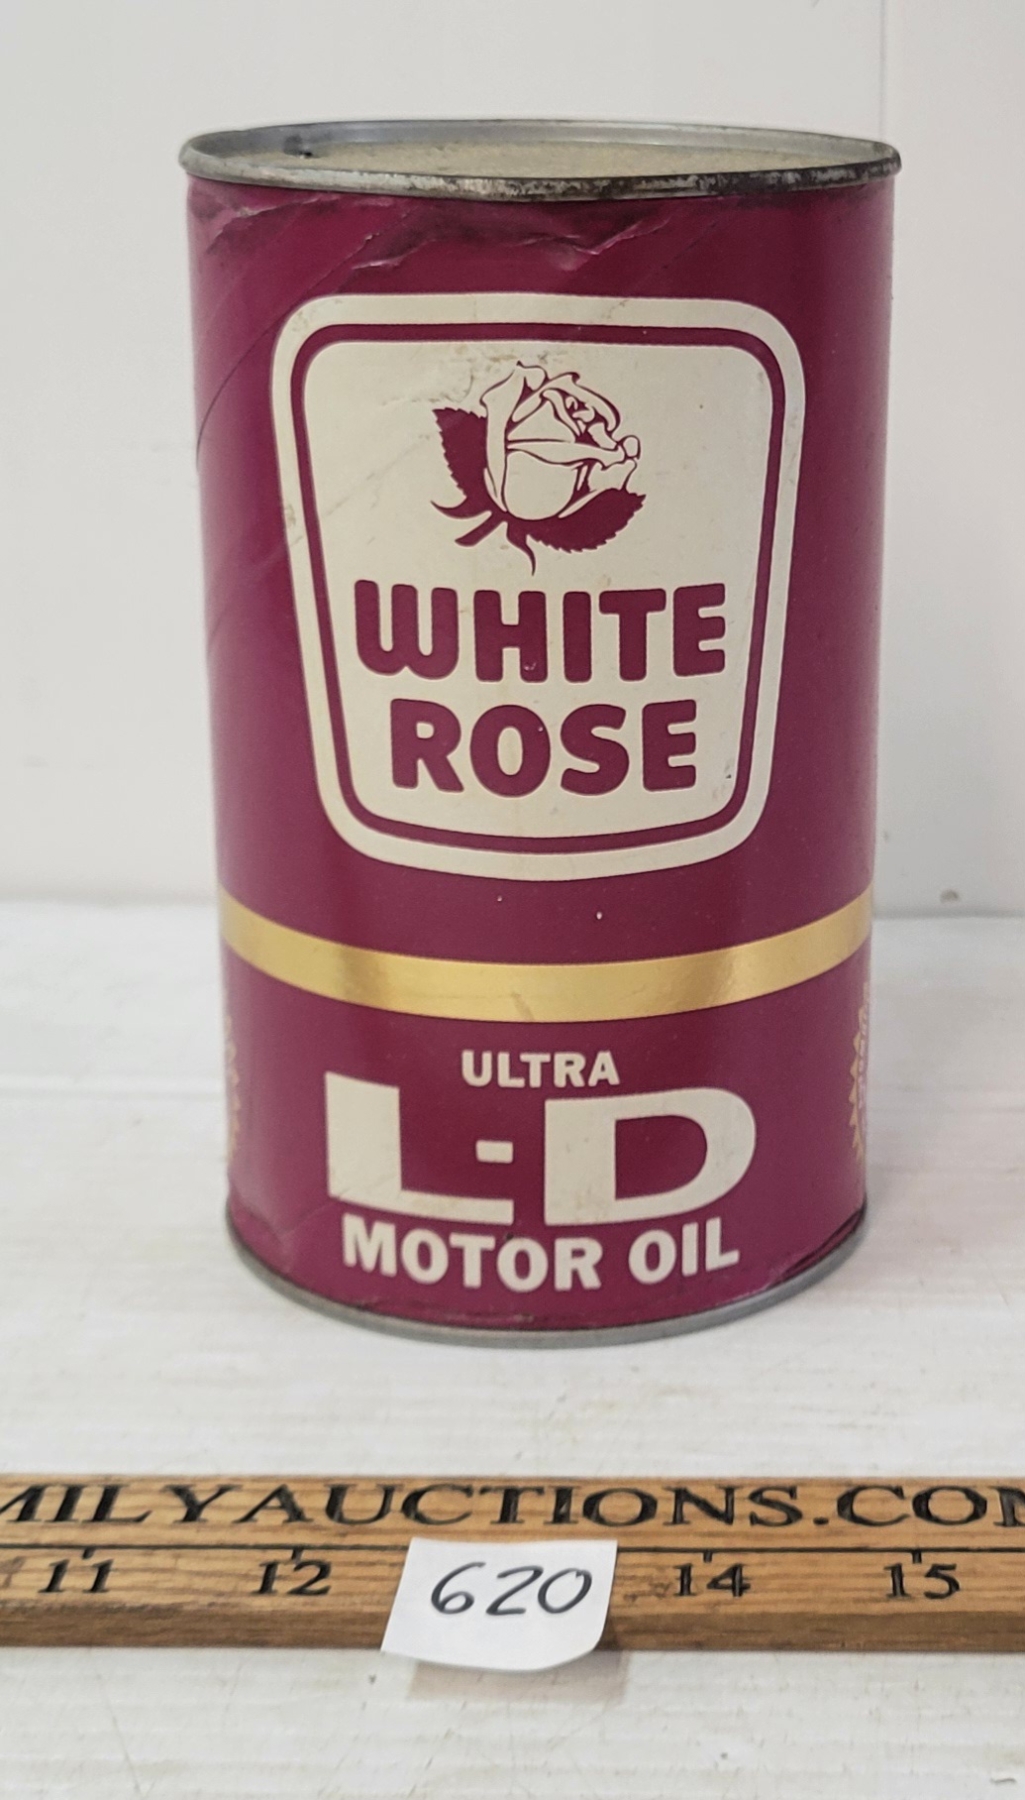 WHITE
ROSE
ULTRA
L-D
MOTOR OIL
MILYAUCTIONS.COM
11 12 14 15
620